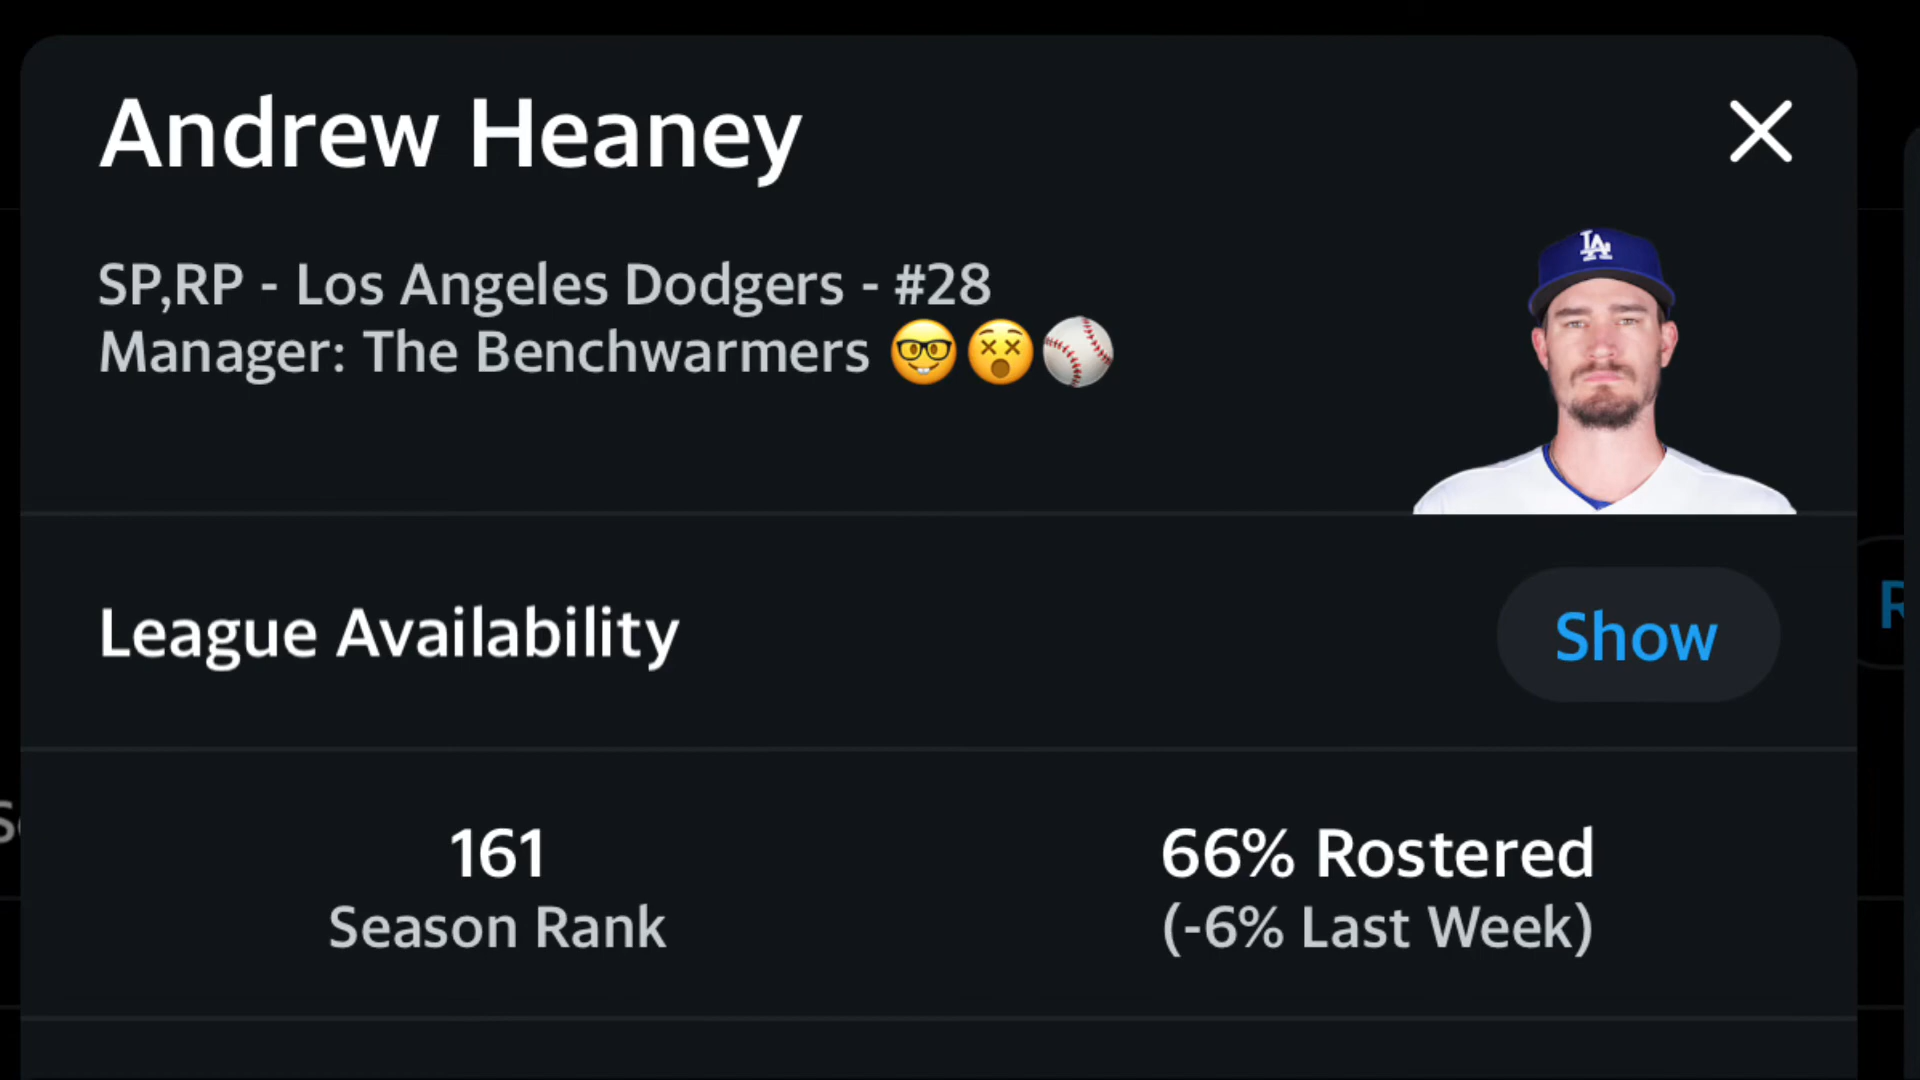 Andrew Heaney
SP,RP - Los Angeles Dodgers - #28
Manager: The Benchwarmers 🤓😵⚾
LA
League Availability
Show
161
Season Rank
66% Rostered
(-6% Last Week)